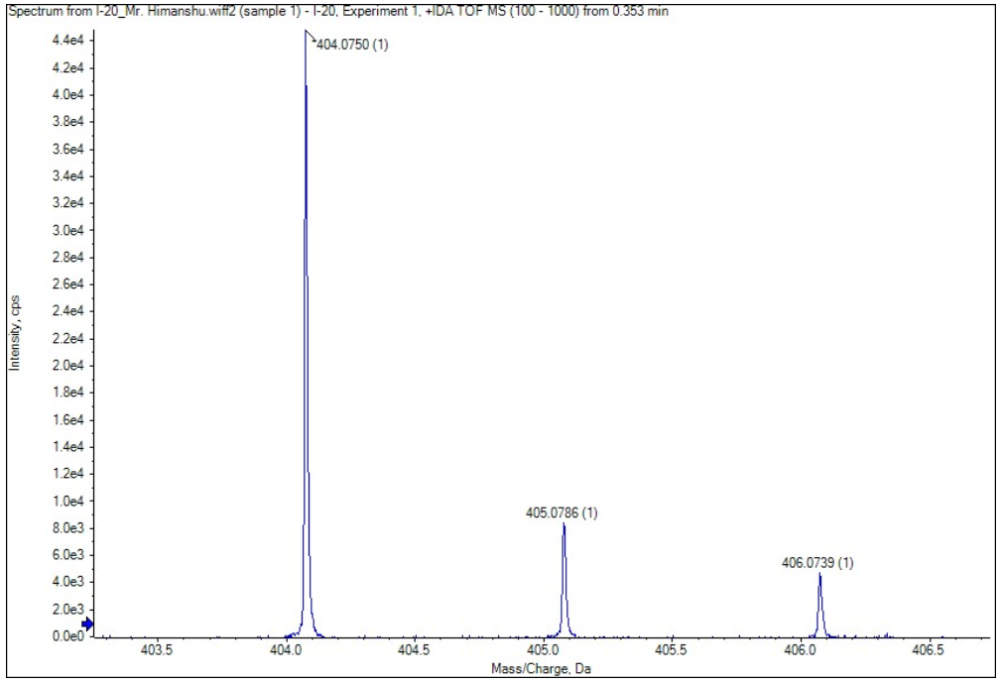 Spectrum from I-20_Mr. Himanshu.wiff2 (sample 1) - I-20, Experiment 1, +IDA TOF MS (100 - 1000) from 0.353 min
404.0750 (1)
4.4e4
4.2e4
4.0e4
3.8e4
3.6e4
3.4e4
3.2e4
3.0e4
2.8e4
2.6e4
2.4e4
2.2e4
2.0e4
1.8e4
1.6e4
1.4e4
1.2e4
1.0e4
8.0e3
6.0e3
4.0e3
2.0e3
0.0e0
Intensity, cps
405.0786 (1)
406.0739 (1)
403.5 404.0 404.5 405.0 405.5 406.0 406.5
Mass/Charge, Da